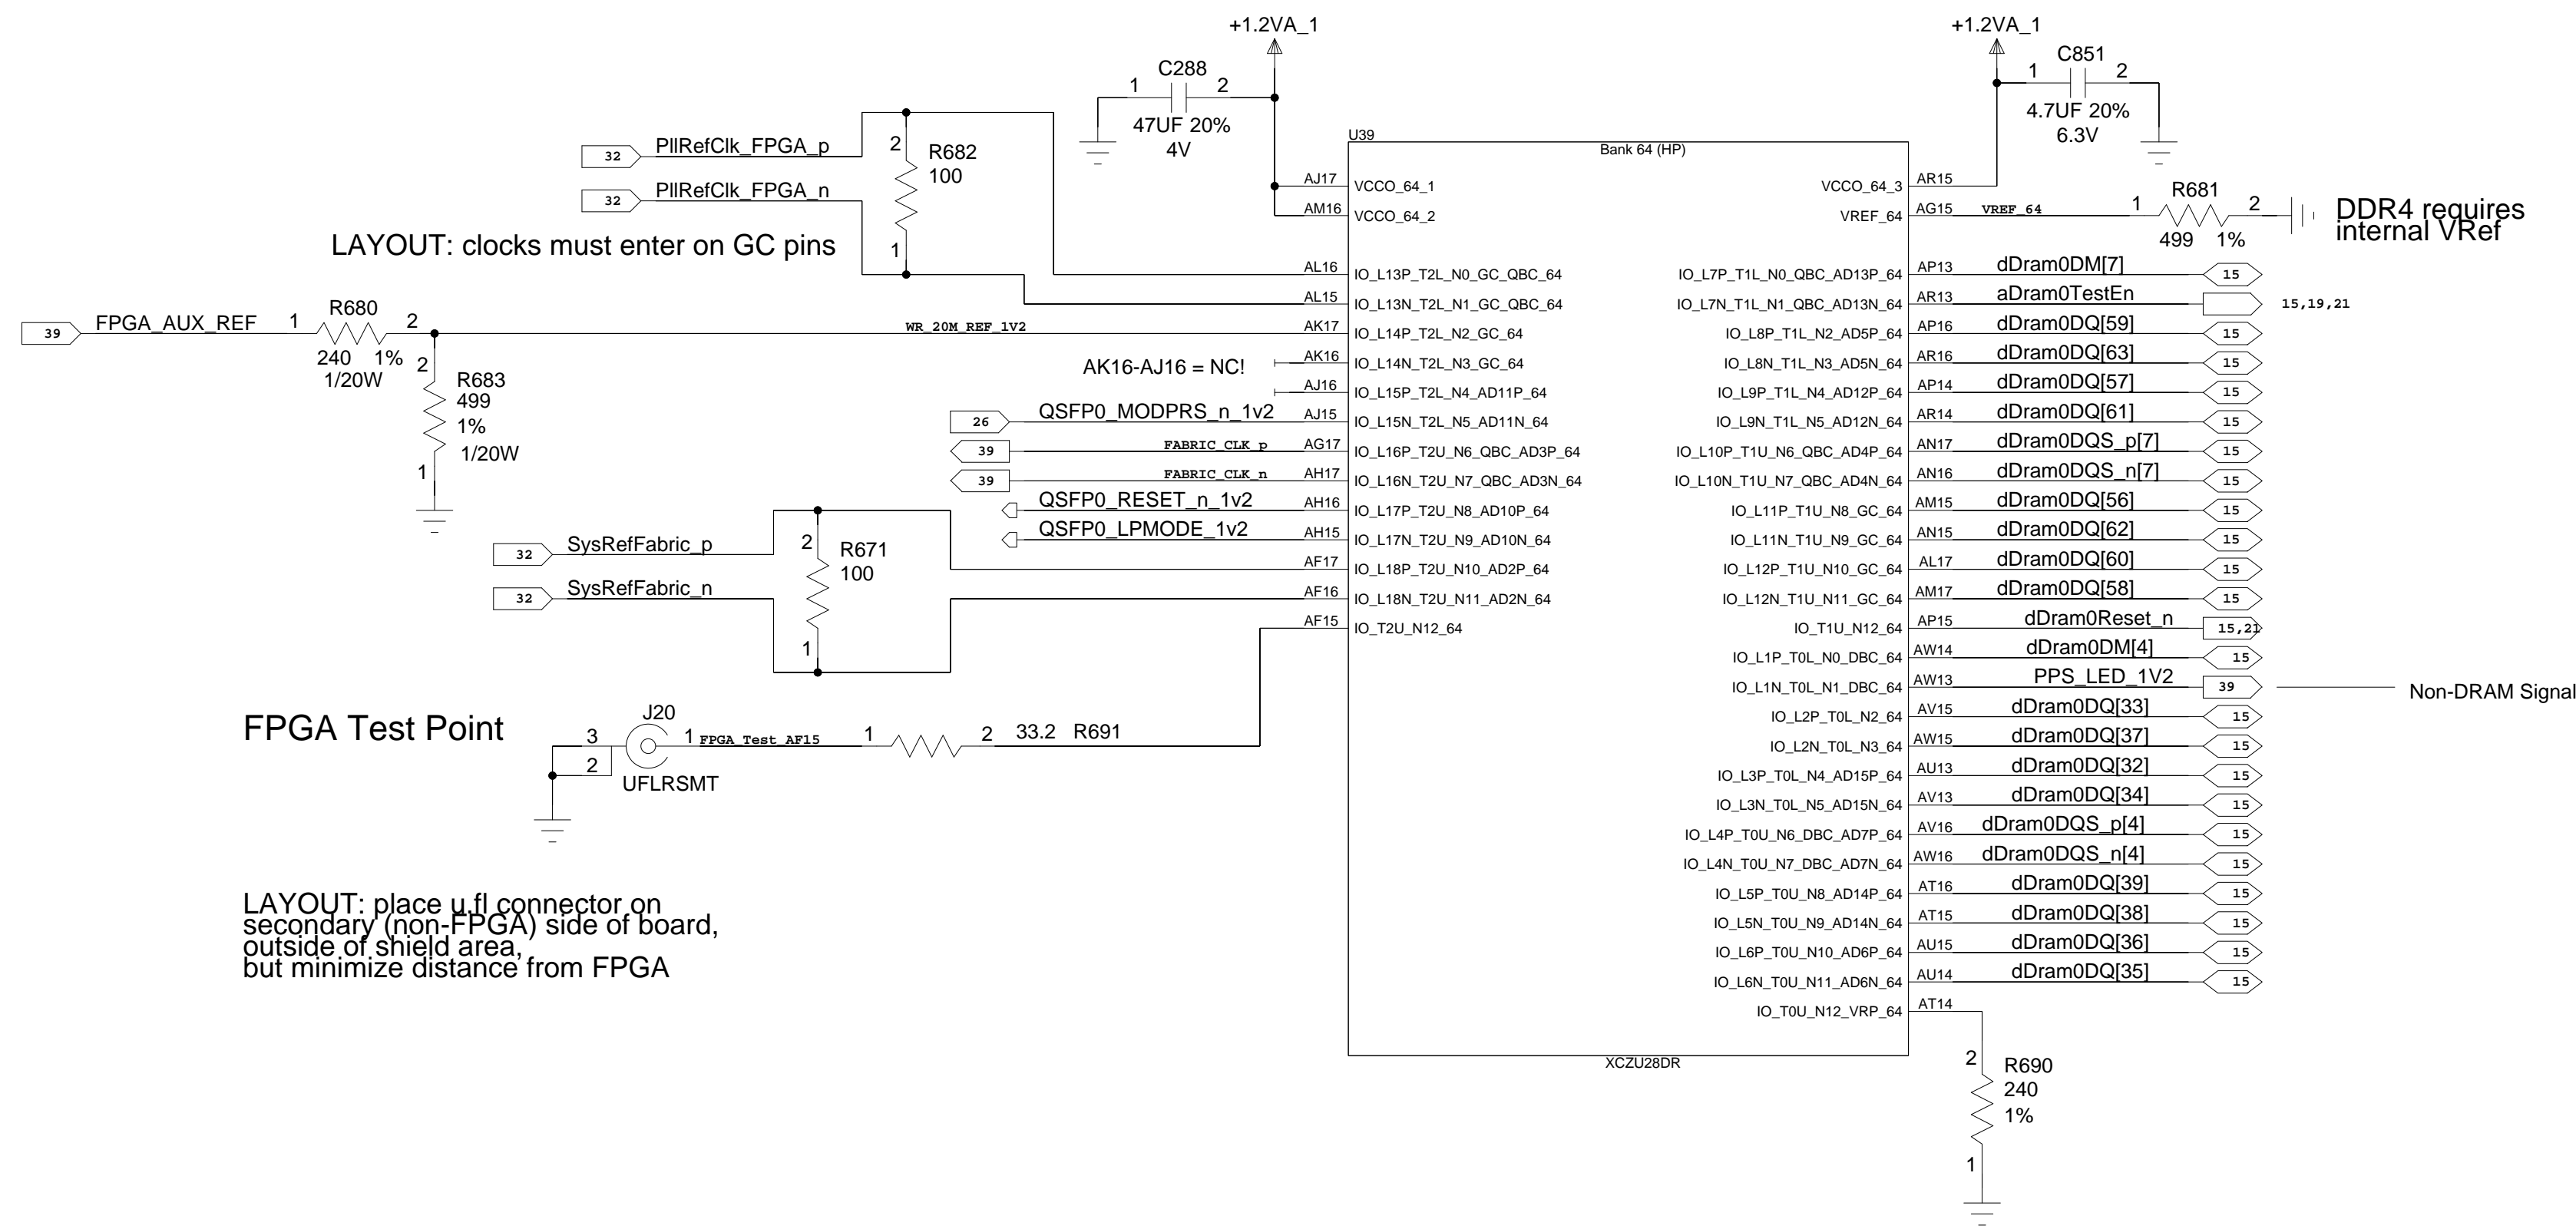 +1.2VA_1
+1.2VA_1
C288
1 2
47UF 20%
4V
C851
1 2
4.7UF 20%
6.3V
32 PllRefClk_FPGA_p
32 PllRefClk_FPGA_n
2
R682
100
1
LAYOUT: clocks must enter on GC pins
39 FPGA_AUX_REF
1 R680 2
240 1%
1/20W
WR_20M_REF_1V2
2
R683
499
1%
1/20W
1
AK16-AJ16 = NC!
26 QSFP0_MODPRS_n_1v2
39 FABRIC_CLK_p
39 FABRIC_CLK_n
QSFP0_RESET_n_1v2
QSFP0_LPMODE_1v2
32 SysRefFabric_p
32 SysRefFabric_n
2
R671
100
1
FPGA Test Point
J20
3
2
1 FPGA_Test_AF15
UFLRSMT
1 2 33.2 R691
LAYOUT: place u.fl connector on
secondary (non-FPGA) side of board,
outside of shield area,
but minimize distance from FPGA
U39
Bank 64 (HP)
AJ17 VCCO_64_1
AM16 VCCO_64_2
AL16 IO_L13P_T2L_N0_GC_QBC_64
AL15 IO_L13N_T2L_N1_GC_QBC_64
AK17 IO_L14P_T2L_N2_GC_64
AK16 IO_L14N_T2L_N3_GC_64
AJ16 IO_L15P_T2L_N4_AD11P_64
AJ15 IO_L15N_T2L_N5_AD11N_64
AG17 IO_L16P_T2U_N6_QBC_AD3P_64
AH17 IO_L16N_T2U_N7_QBC_AD3N_64
AH16 IO_L17P_T2U_N8_AD10P_64
AH15 IO_L17N_T2U_N9_AD10N_64
AF17 IO_L18P_T2U_N10_AD2P_64
AF16 IO_L18N_T2U_N11_AD2N_64
AF15 IO_T2U_N12_64
VCCO_64_3 AR15
VREF_64 AG15 VREF_64
1 R681 2
499 1%
DDR4 requires
internal VRef
IO_L7P_T1L_N0_QBC_AD13P_64 AP13 dDram0DM[7] 15
IO_L7N_T1L_N1_QBC_AD13N_64 AR13 aDram0TestEn 15,19,21
IO_L8P_T1L_N2_AD5P_64 AP16 dDram0DQ[59] 15
IO_L8N_T1L_N3_AD5N_64 AR16 dDram0DQ[63] 15
IO_L9P_T1L_N4_AD12P_64 AP14 dDram0DQ[57] 15
IO_L9N_T1L_N5_AD12N_64 AR14 dDram0DQ[61] 15
IO_L10P_T1U_N6_QBC_AD4P_64 AN17 dDram0DQS_p[7] 15
IO_L10N_T1U_N7_QBC_AD4N_64 AN16 dDram0DQS_n[7] 15
IO_L11P_T1U_N8_GC_64 AM15 dDram0DQ[56] 15
IO_L11N_T1U_N9_GC_64 AN15 dDram0DQ[62] 15
IO_L12P_T1U_N10_GC_64 AL17 dDram0DQ[60] 15
IO_L12N_T1U_N11_GC_64 AM17 dDram0DQ[58] 15
IO_T1U_N12_64 AP15 dDram0Reset_n 15,21
IO_L1P_T0L_N0_DBC_64 AW14 dDram0DM[4] 15
IO_L1N_T0L_N1_DBC_64 AW13 PPS_LED_1V2 39 Non-DRAM Signal
IO_L2P_T0L_N2_64 AV15 dDram0DQ[33] 15
IO_L2N_T0L_N3_64 AW15 dDram0DQ[37] 15
IO_L3P_T0L_N4_AD15P_64 AU13 dDram0DQ[32] 15
IO_L3N_T0L_N5_AD15N_64 AV13 dDram0DQ[34] 15
IO_L4P_T0U_N6_DBC_AD7P_64 AV16 dDram0DQS_p[4] 15
IO_L4N_T0U_N7_DBC_AD7N_64 AW16 dDram0DQS_n[4] 15
IO_L5P_T0U_N8_AD14P_64 AT16 dDram0DQ[39] 15
IO_L5N_T0U_N9_AD14N_64 AT15 dDram0DQ[38] 15
IO_L6P_T0U_N10_AD6P_64 AU15 dDram0DQ[36] 15
IO_L6N_T0U_N11_AD6N_64 AU14 dDram0DQ[35] 15
IO_T0U_N12_VRP_64 AT14
XCZU28DR
2
R690
240
1%
1